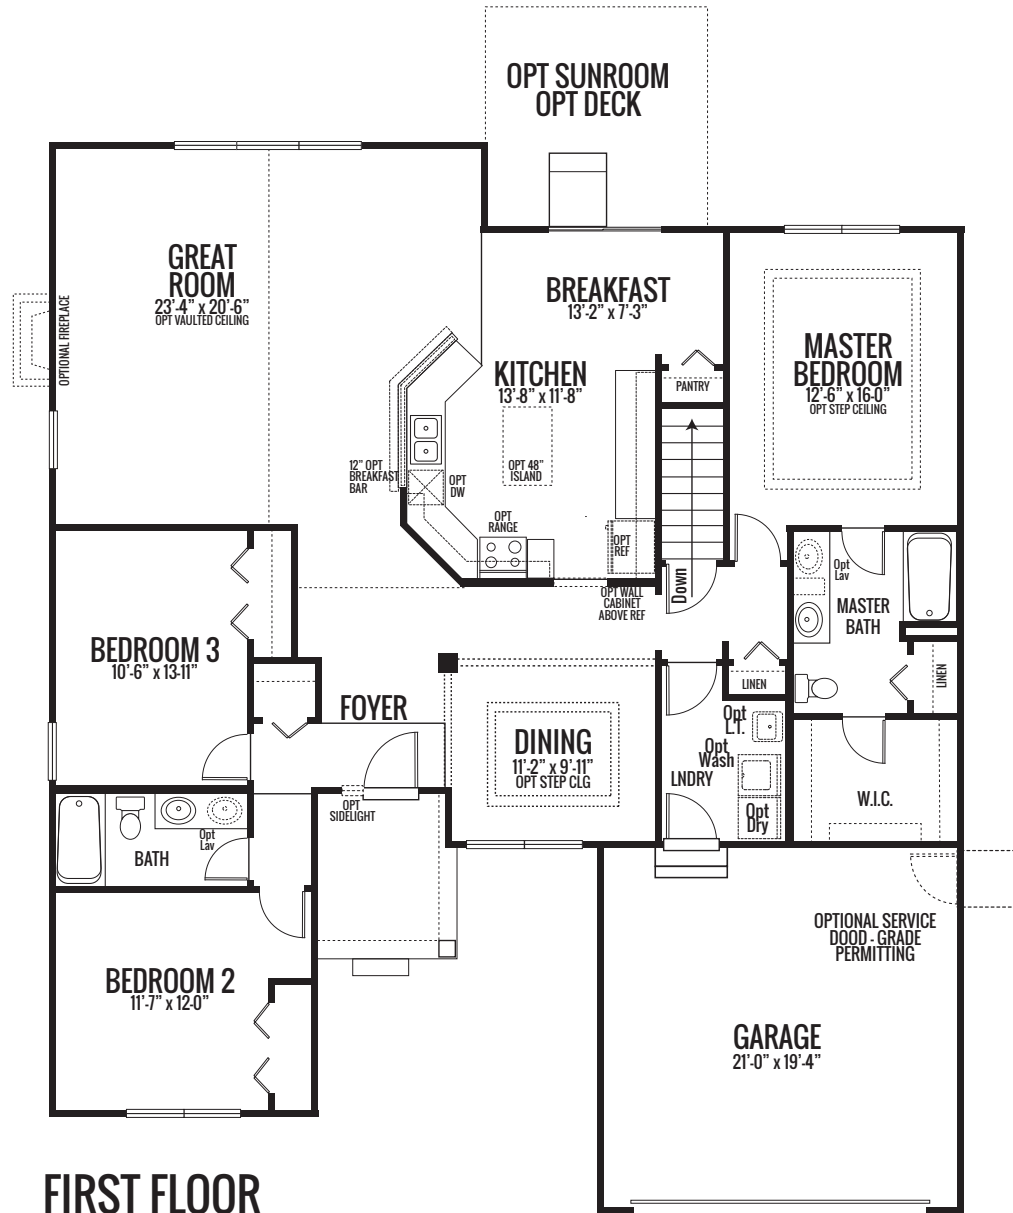 OPT SUNROOM
OPT DECK
GREAT
ROOM
23'-4" x 20'-6"
OPT VAULTED CEILING
OPTIONAL FIREPLACE
BREAKFAST
13'-2" x 7'-3"
KITCHEN
13'-8" x 11'-8"
PANTRY
MASTER
BEDROOM
12'-6" x 16-0"
OPT STEP CEILING
12" OPT
BREAKFAST
BAR
OPT
DW
OPT 48"
ISLAND
OPT
RANGE
OPT
REF
OPT WALL
CABINET
ABOVE REF
Down
Opt
Lav
MASTER
BATH
LINEN
LINEN
BEDROOM 3
10'-6" x 13-11"
FOYER
DINING
11'-2" x 9'-11"
OPT STEP CLG
Opt
L.T.
Opt
Wash
LNDRY
Opt
Dry
W.I.C.
OPT
SIDELIGHT
Opt
Lav
BATH
BEDROOM 2
11'-7" x 12-0"
OPTIONAL SERVICE
DOOD - GRADE
PERMITTING
GARAGE
21'-0" x 19'-4"
FIRST FLOOR